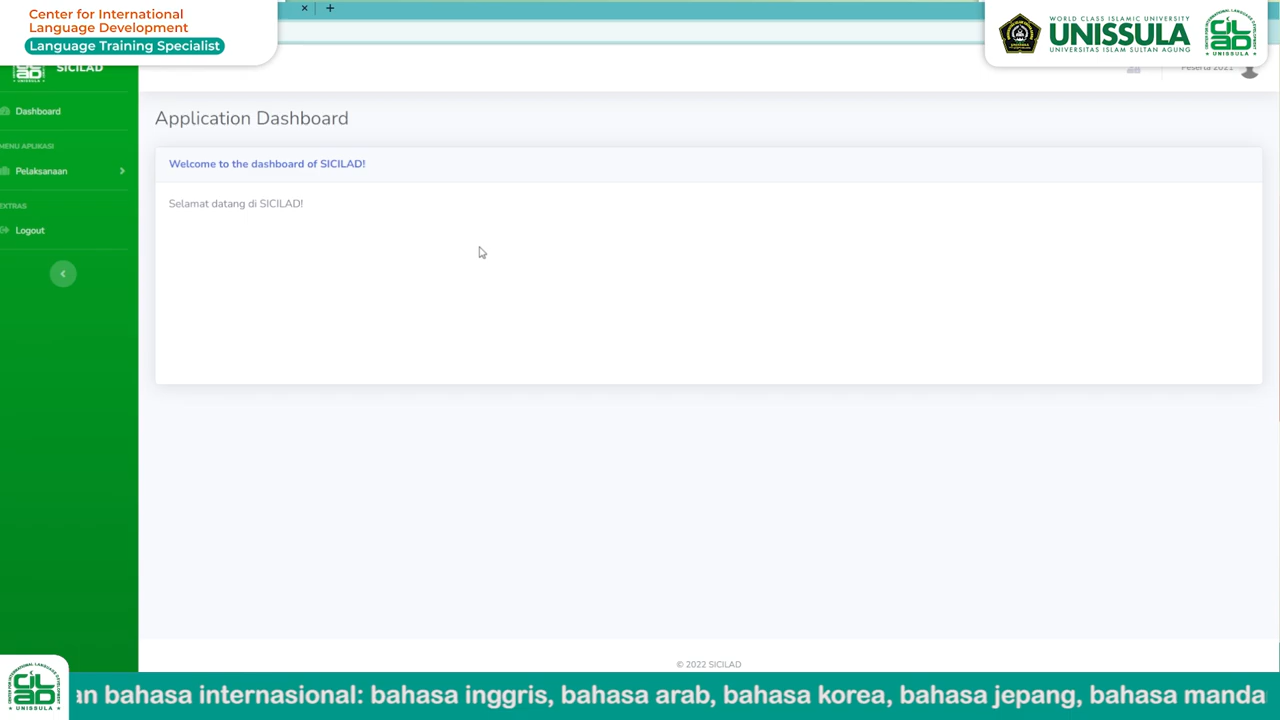 Center for International
Language Development
Language Training Specialist
WORLD CLASS ISLAMIC UNIVERSITY
UNISSULA
UNIVERSITAS ISLAM SULTAN AGUNG
SICILAD
Peserta 2021
Dashboard
MENU APLIKASI
Pelaksanaan
EXTRAS
Logout
Application Dashboard
Welcome to the dashboard of SICILAD!
Selamat datang di SICILAD!
© 2022 SICILAD
an bahasa internasional: bahasa inggris, bahasa arab, bahasa korea, bahasa jepang, bahasa manda